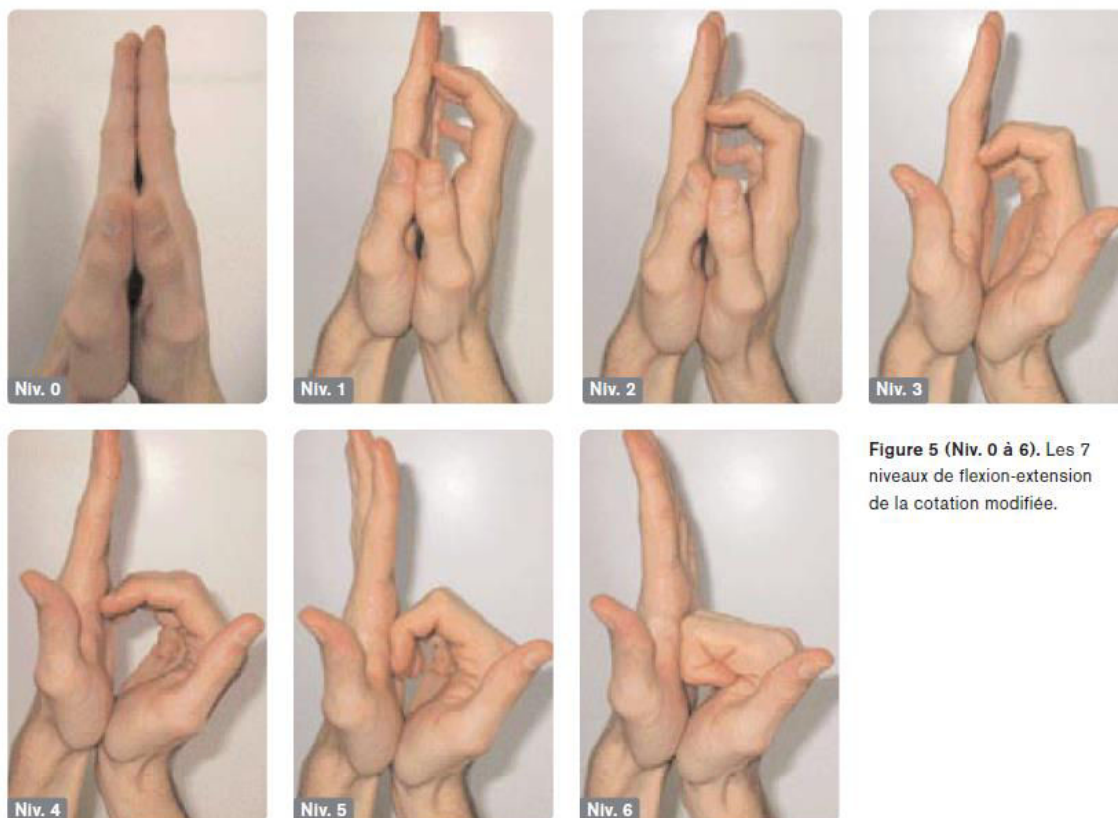 Niv. 0
Niv. 1
Niv. 2
Niv. 3
Niv. 4
Niv. 5
Niv. 6
Figure 5 (Niv. 0 à 6). Les 7
niveaux de flexion-extension
de la cotation modifiée.